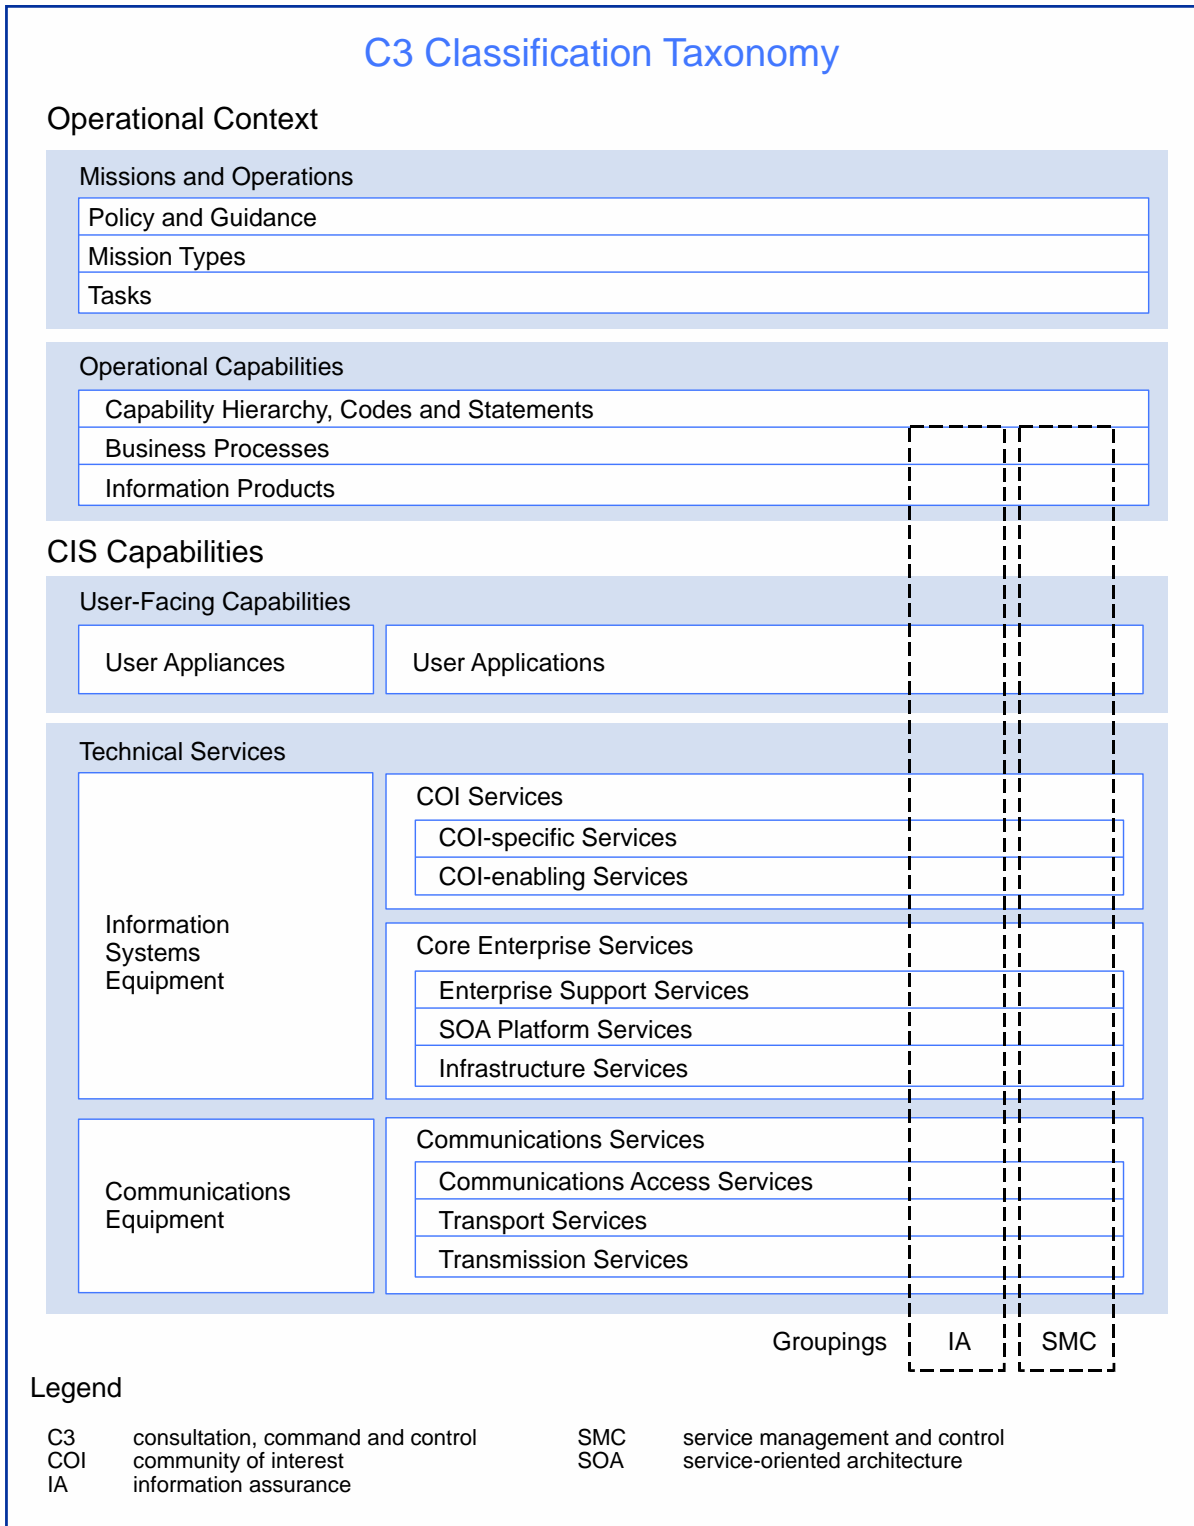 C3 Classification Taxonomy
Operational Context
Missions and Operations
Policy and Guidance
Mission Types
Tasks
Operational Capabilities
Capability Hierarchy, Codes and Statements
Business Processes
Information Products
CIS Capabilities
User-Facing Capabilities
User Appliances
User Applications
Technical Services
Information
Systems
Equipment
COI Services
COI-specific Services
COI-enabling Services
Core Enterprise Services
Enterprise Support Services
SOA Platform Services
Infrastructure Services
Communications
Equipment
Communications Services
Communications Access Services
Transport Services
Transmission Services
Groupings IA SMC
Legend
C3 consultation, command and control
COI community of interest
IA information assurance
SMC service management and control
SOA service-oriented architecture